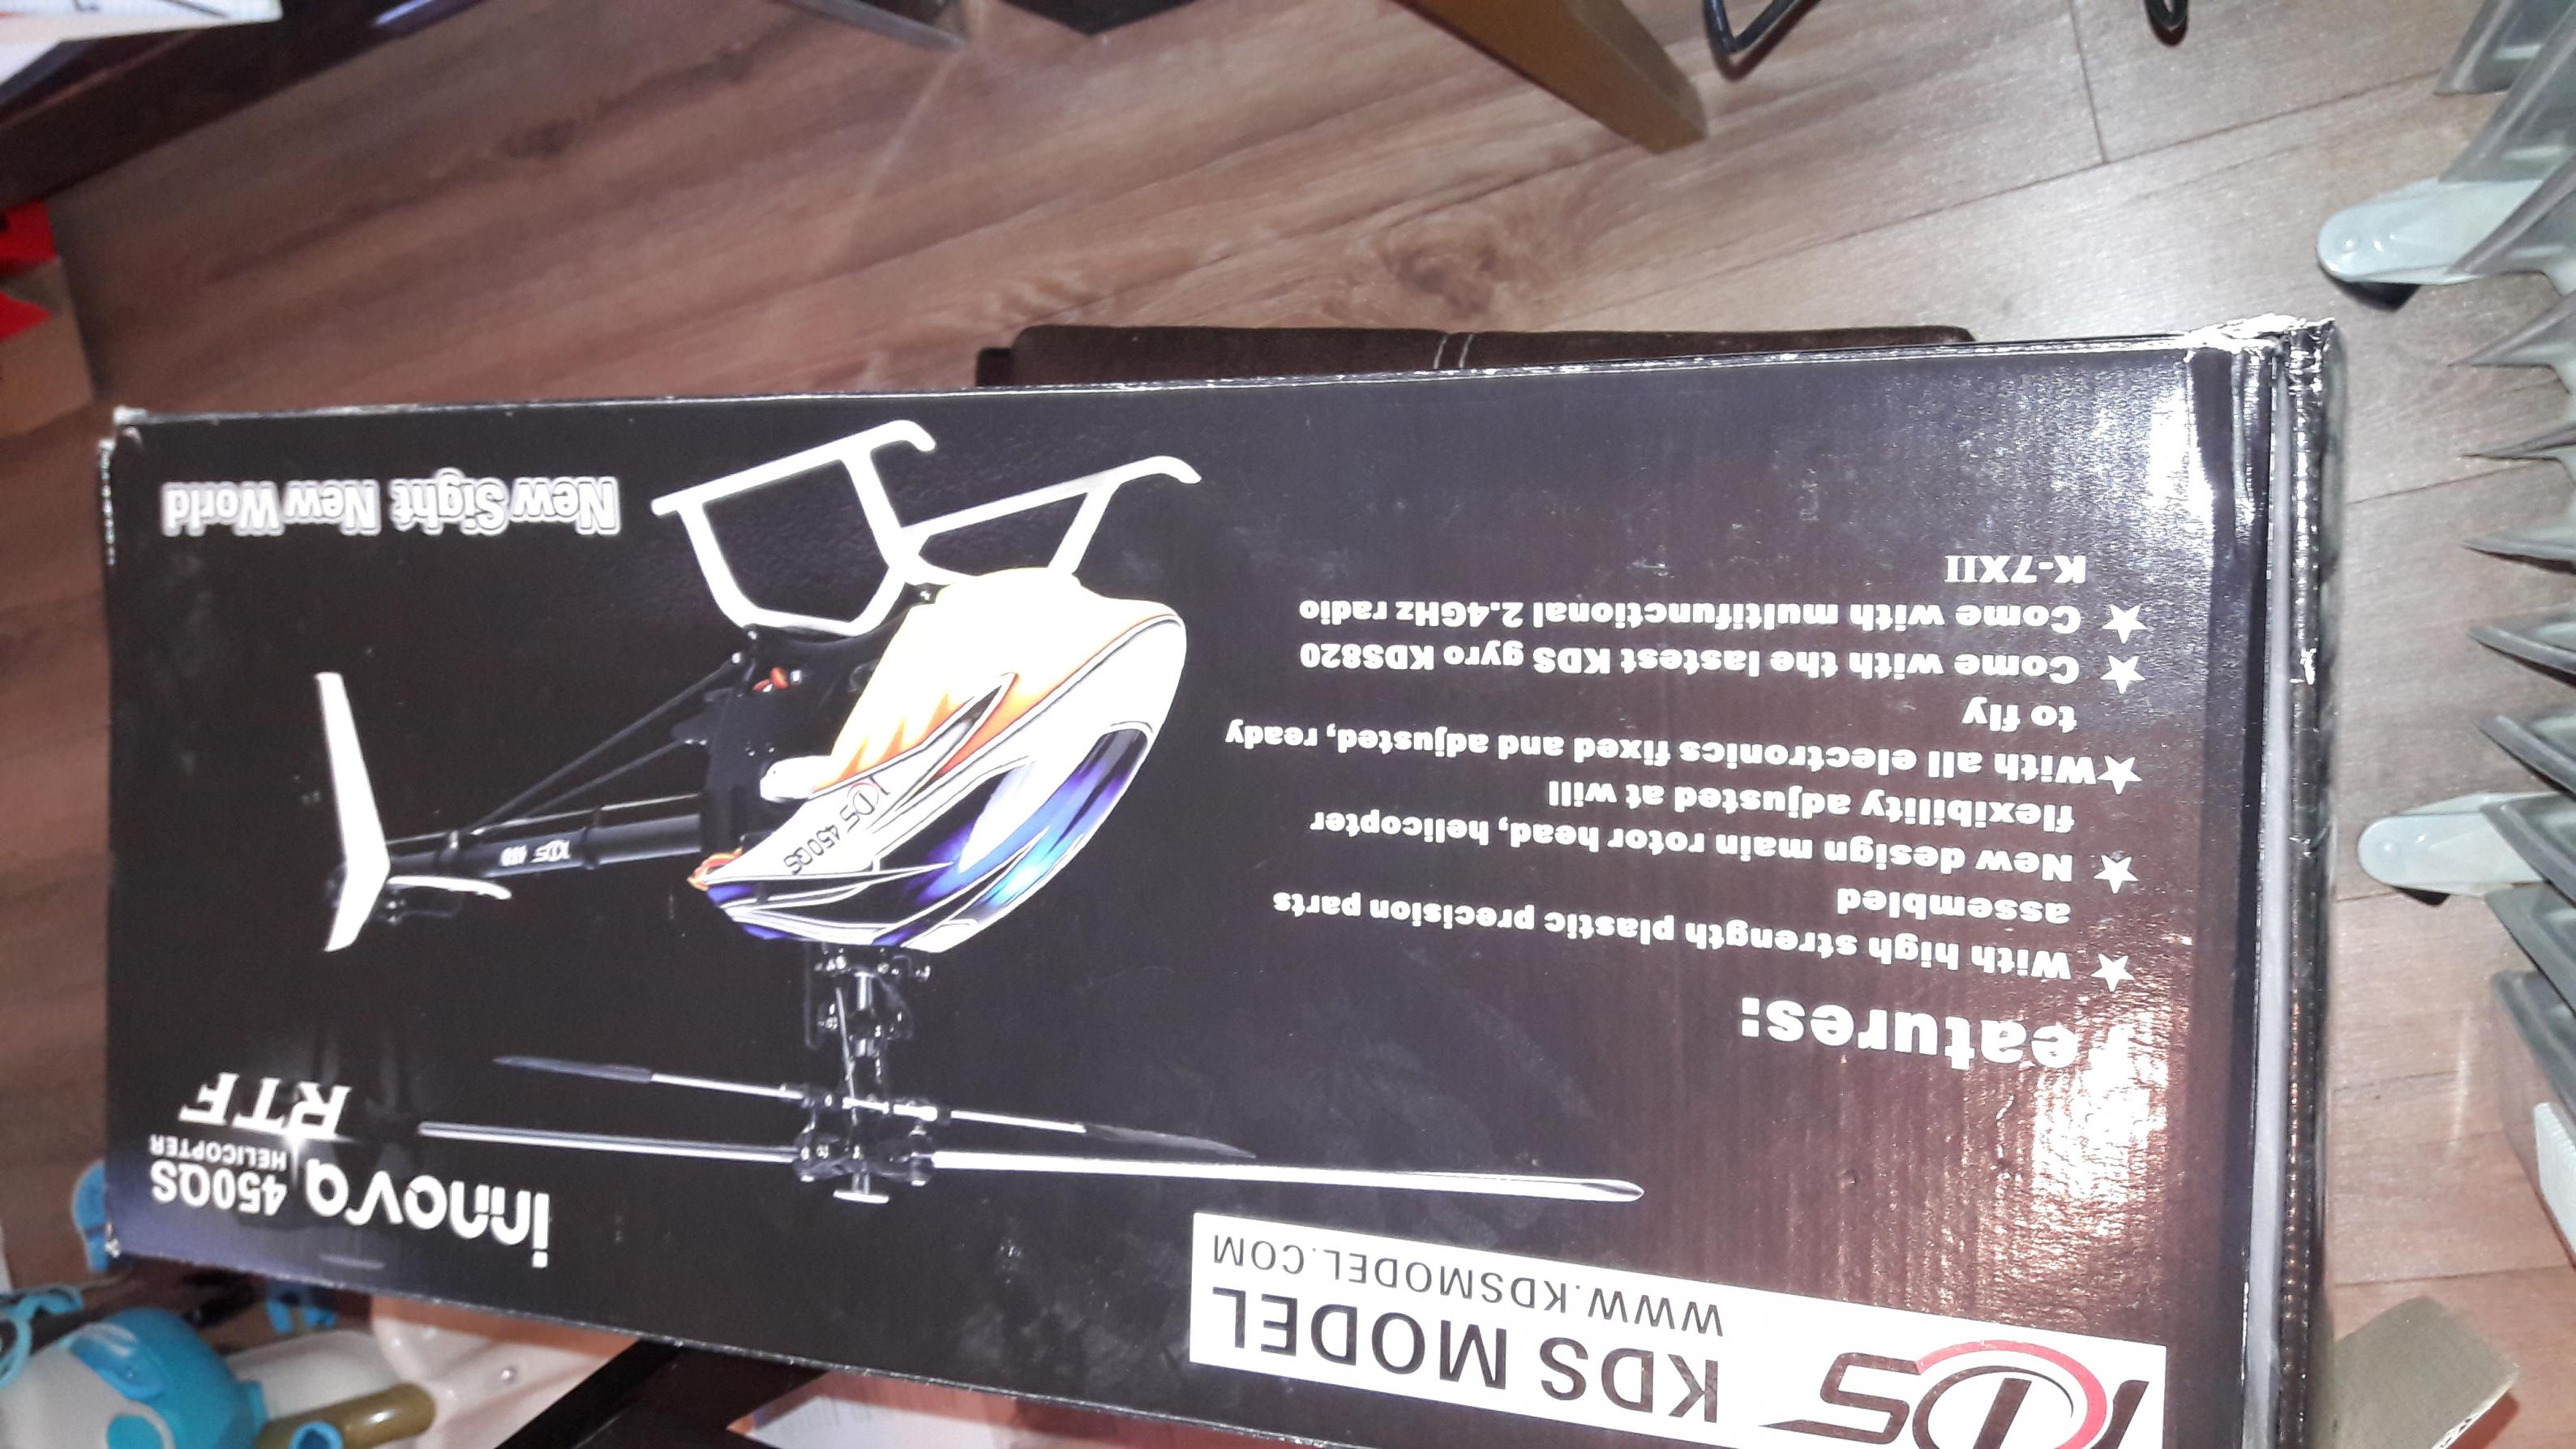 KDS
KDS MODEL
WWW.KDSMODEL.COM
innova 450QS
HELICOPTER
RTF
Features:
★ With high strength plastic precision parts
assembled
★ New design main rotor head, helicopter
flexibility adjusted at will
★With all electronics fixed and adjusted, ready
to fly
★ Come with the lastest KDS gyro KDS820
★ Come with multifunctional 2.4GHz radio
K-7XII
KDS 450QS
KDS 450
New Sight New World